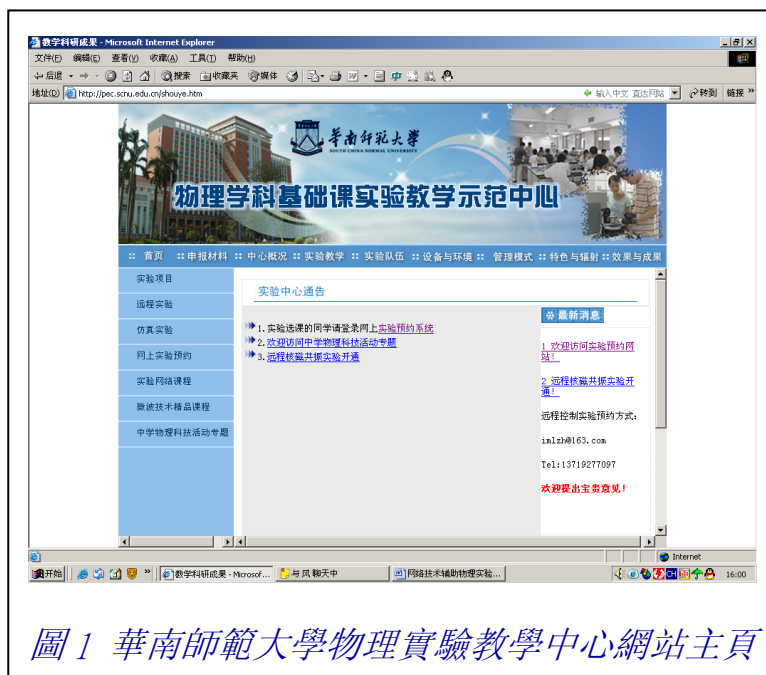 教学科研成果 - Microsoft Internet Explorer
文件(F) 编辑(E) 查看(V) 收藏(A) 工具(T) 帮助(H)
后退 搜索 收藏夹 媒体
地址(D) http://pec.scnu.edu.cn/shouye.htm 输入中文 直达网站 转到 链接 »
华南师范大学
SOUTH CHINA NORMAL UNIVERSITY
物理学科基础课实验教学示范中心
:: 首页 :: 申报材料 :: 中心概况 :: 实验教学 :: 实验队伍 :: 设备与环境 :: 管理模式 :: 特色与辐射 :: 效果与成果
实验项目
远程实验
仿真实验
网上实验预约
实验网络课程
微波技术精品课程
中学物理科技活动专题
实验中心通告
1.实验选课的同学请登录网上实验预约系统
2.欢迎访问中学物理科技活动专题
3.远程核磁共振实验开通
最新消息
1 欢迎访问实验预约网站！
2 远程核磁共振实验开通！
远程控制实验预约方式:
imlzh@163.com
Tel:13719277097
欢迎提出宝贵意见！
Internet
开始 » 教学科研成果 - Microsof... 与 风 聊天中 网络技术辅助物理实验... 16:00
圖 1 華南師範大學物理實驗教學中心網站主頁